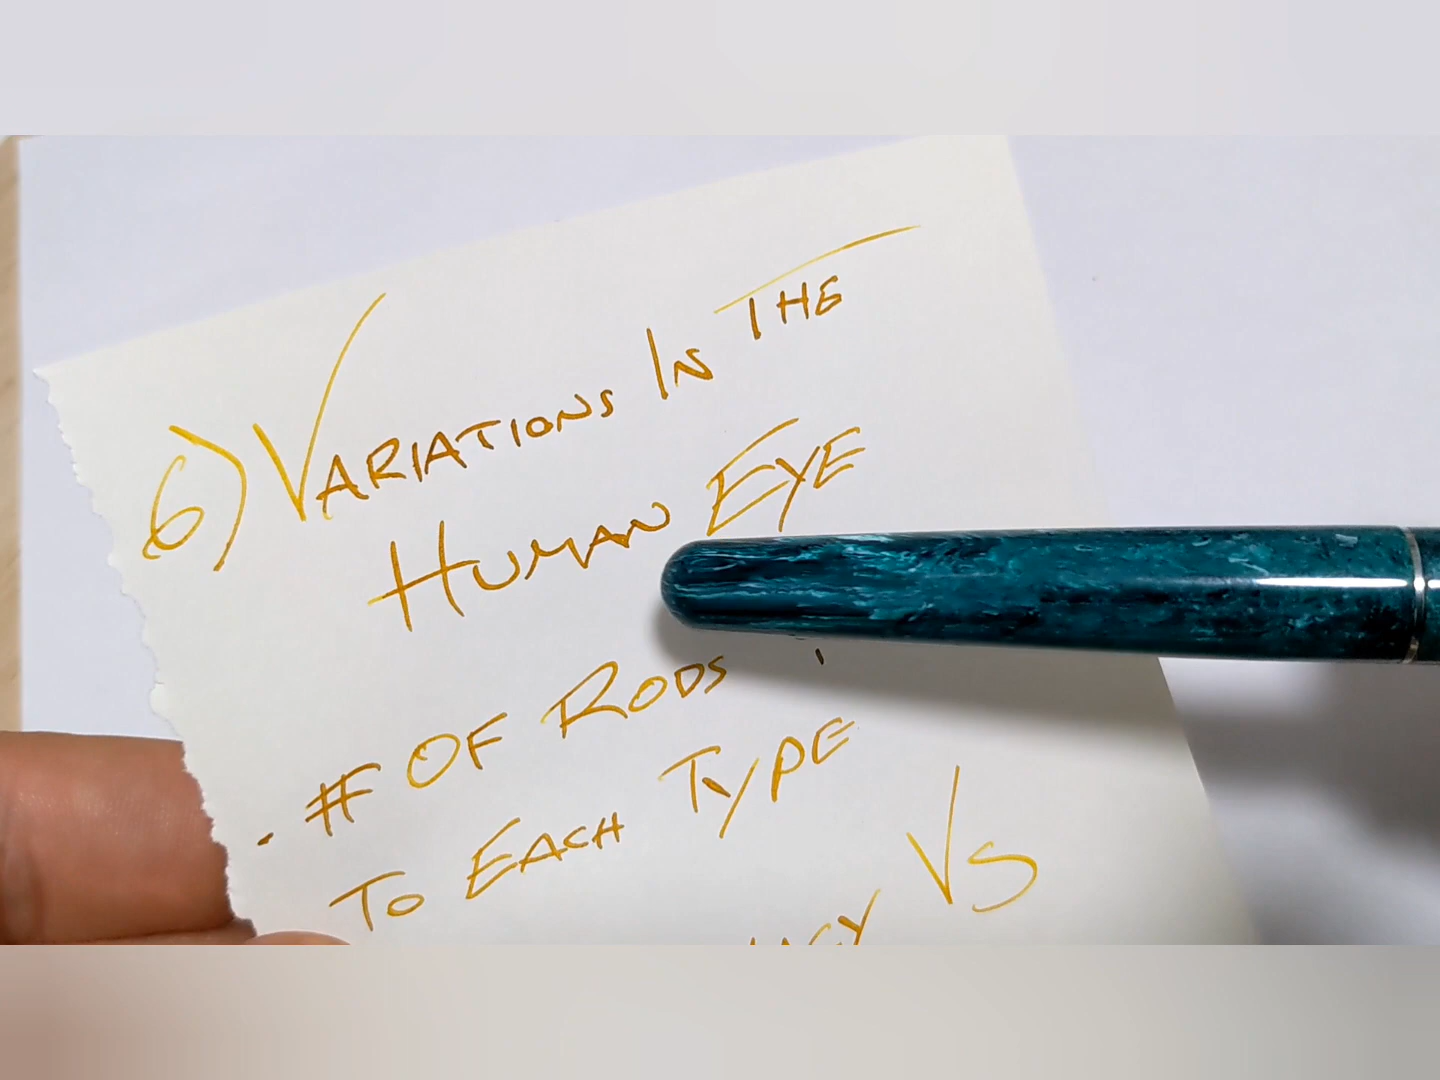 6) VARIATIONS IN THE
HUMAN EYE
· # OF RODS
TO EACH TYPE
VS